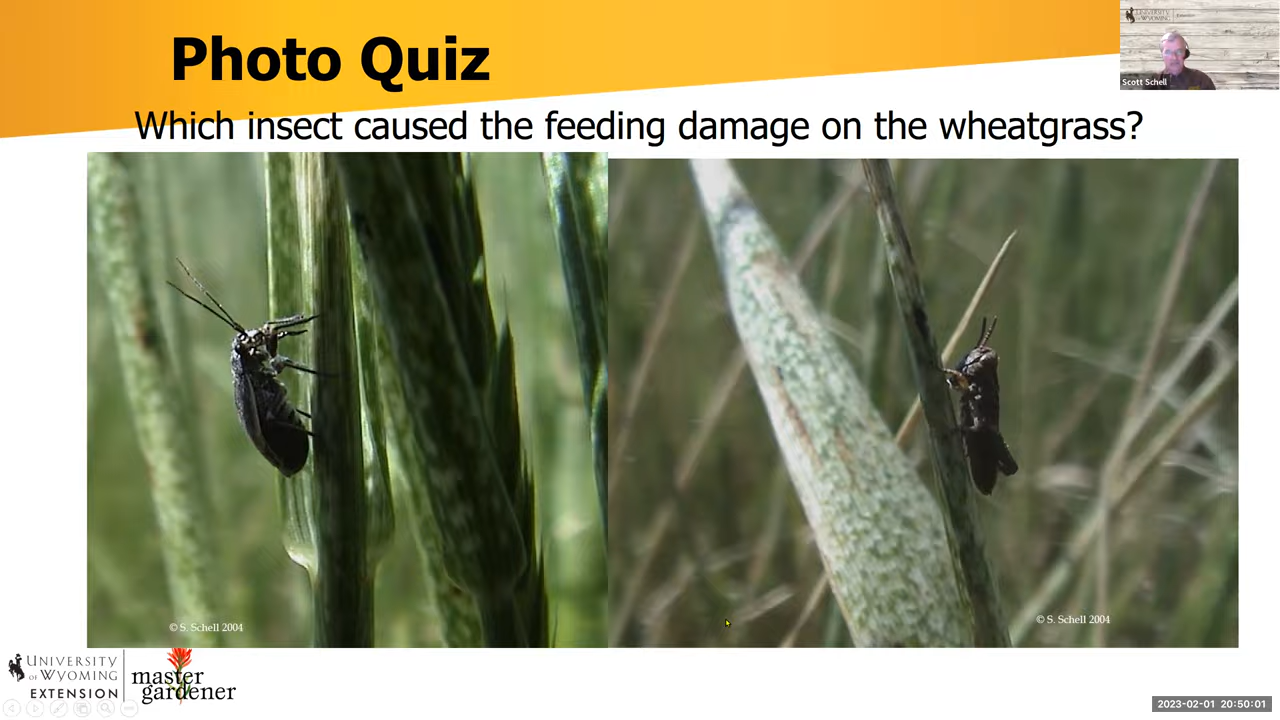 Photo Quiz
Which insect caused the feeding damage on the wheatgrass?
Scott Schell
© S. Schell 2004
© S. Schell 2004
UNIVERSITY
OF WYOMING
EXTENSION
master
gardener
2023-02-01 20:50:01